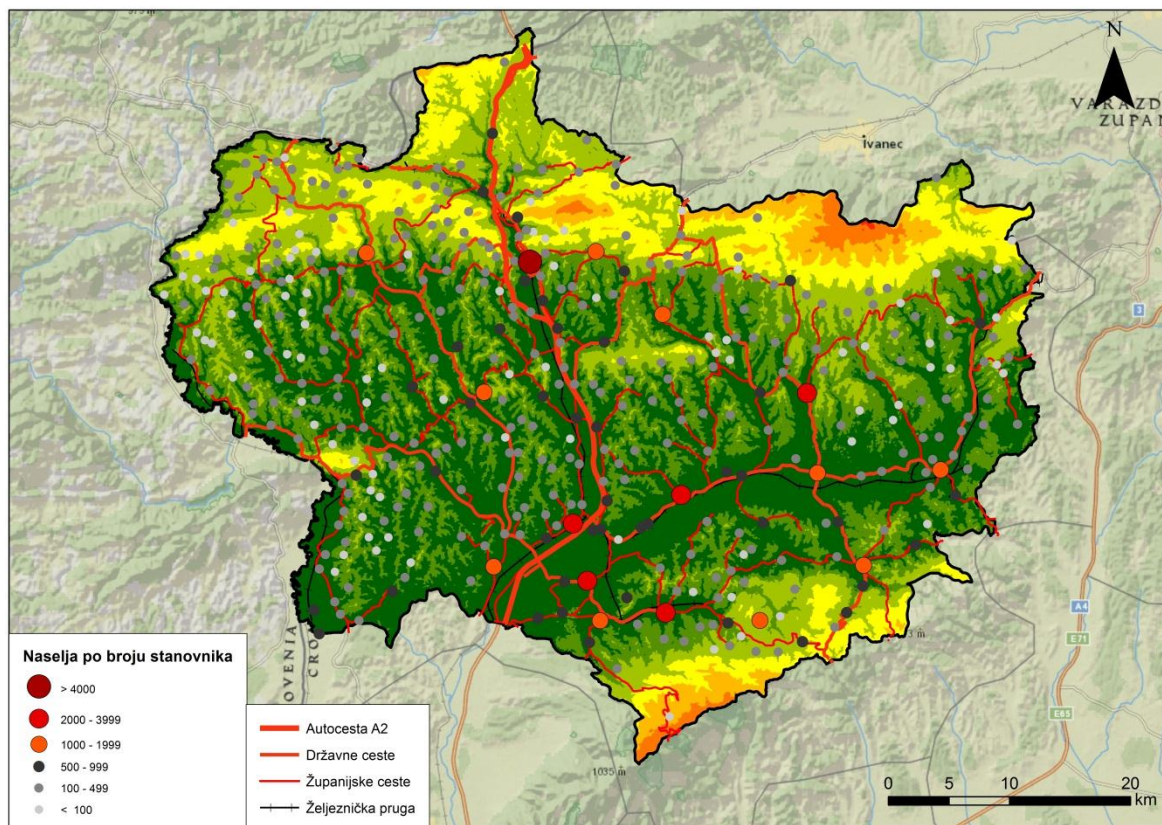 N
VARAZD
ZUPAN
Ivanec
3
A4
E71
E65
1035 m
OVENIA
CRO
Naselja po broju stanovnika
> 4000
2000 - 3999
1000 - 1999
500 - 999
100 - 499
< 100
Autocesta A2
Državne ceste
Županijske ceste
Željeznička pruga
0 5 10 20
km